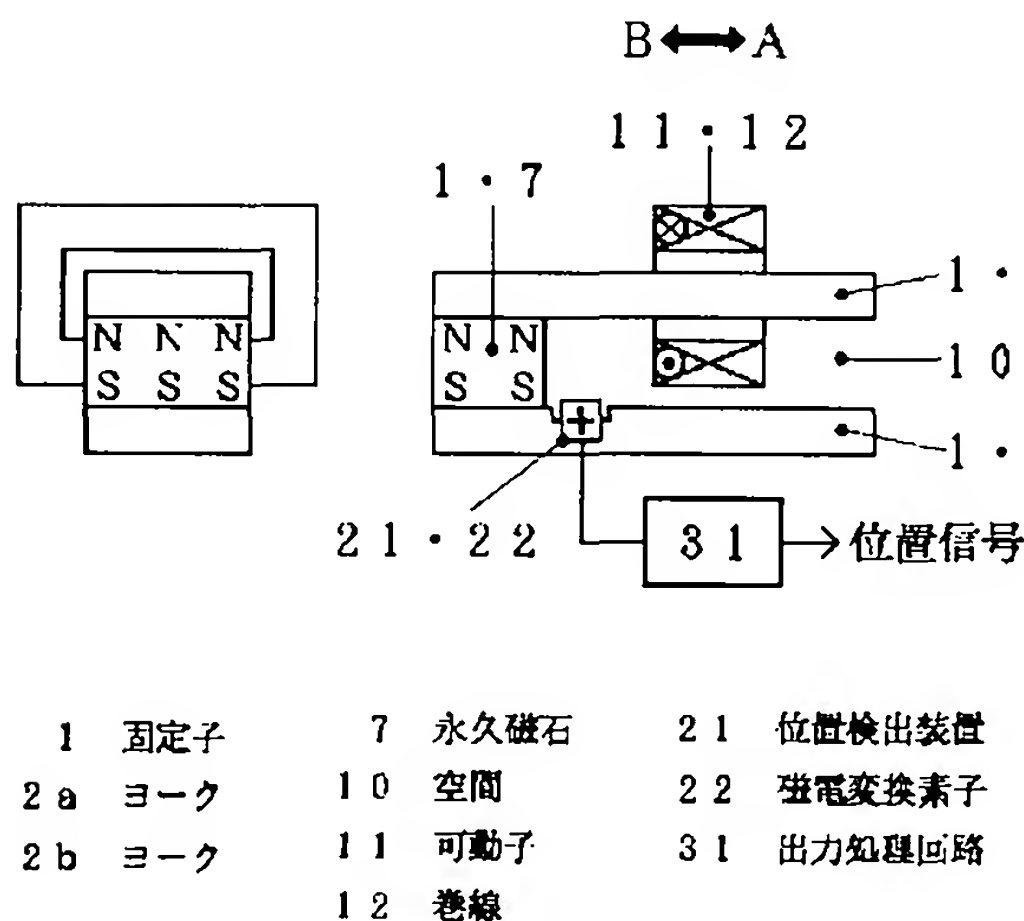 B A
11・12
1・7
1・
N N N
S S S
N N
S S
10
1・
21・22
31
位置信号
1 固定子
7 永久磁石
21 位置検出装置
2a ヨーク
10 空間
22 磁電変換素子
2b ヨーク
11 可動子
31 出力処理回路
12 巻線